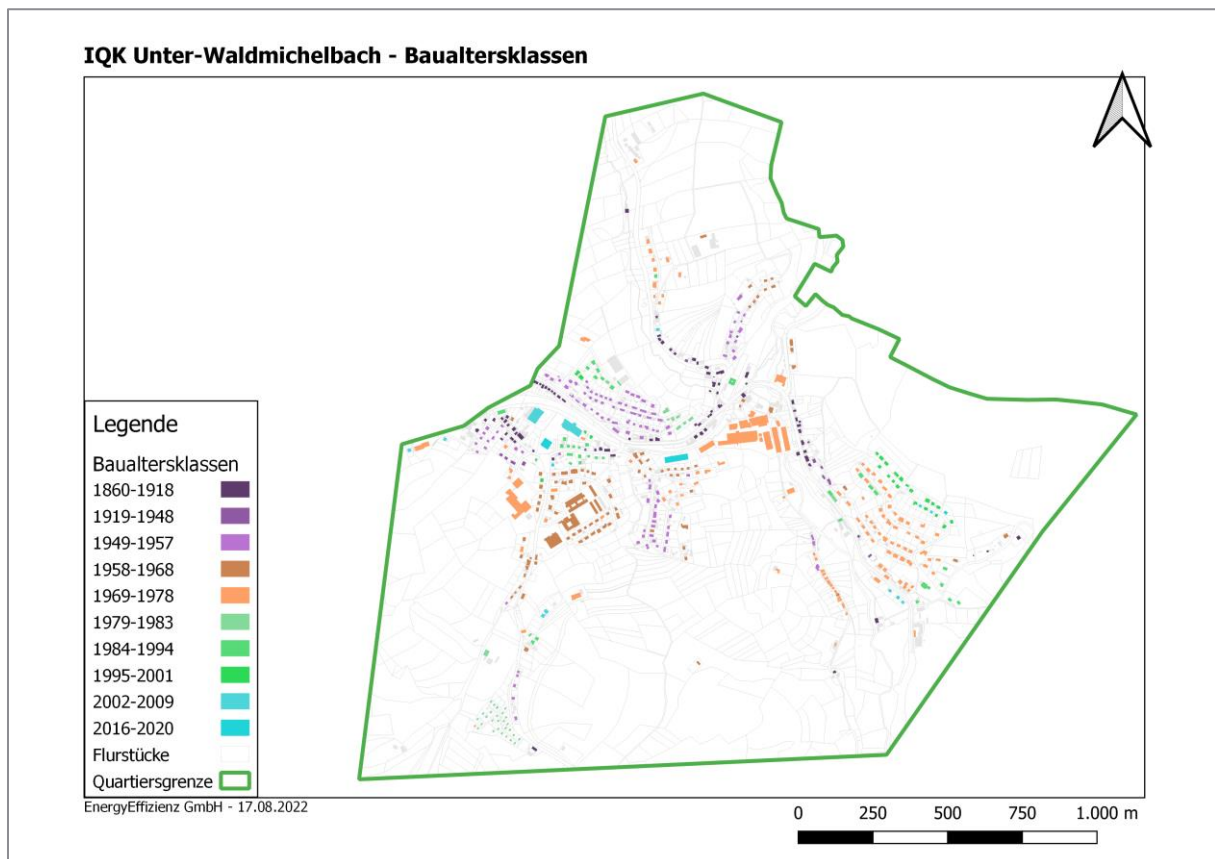 IQK Unter-Waldmichelbach - Baualtersklassen
Legende
Baualtersklassen
1860-1918
1919-1948
1949-1957
1958-1968
1969-1978
1979-1983
1984-1994
1995-2001
2002-2009
2016-2020
Flurstücke
Quartiersgrenze
EnergyEffizienz GmbH - 17.08.2022
0 250 500 750 1.000 m